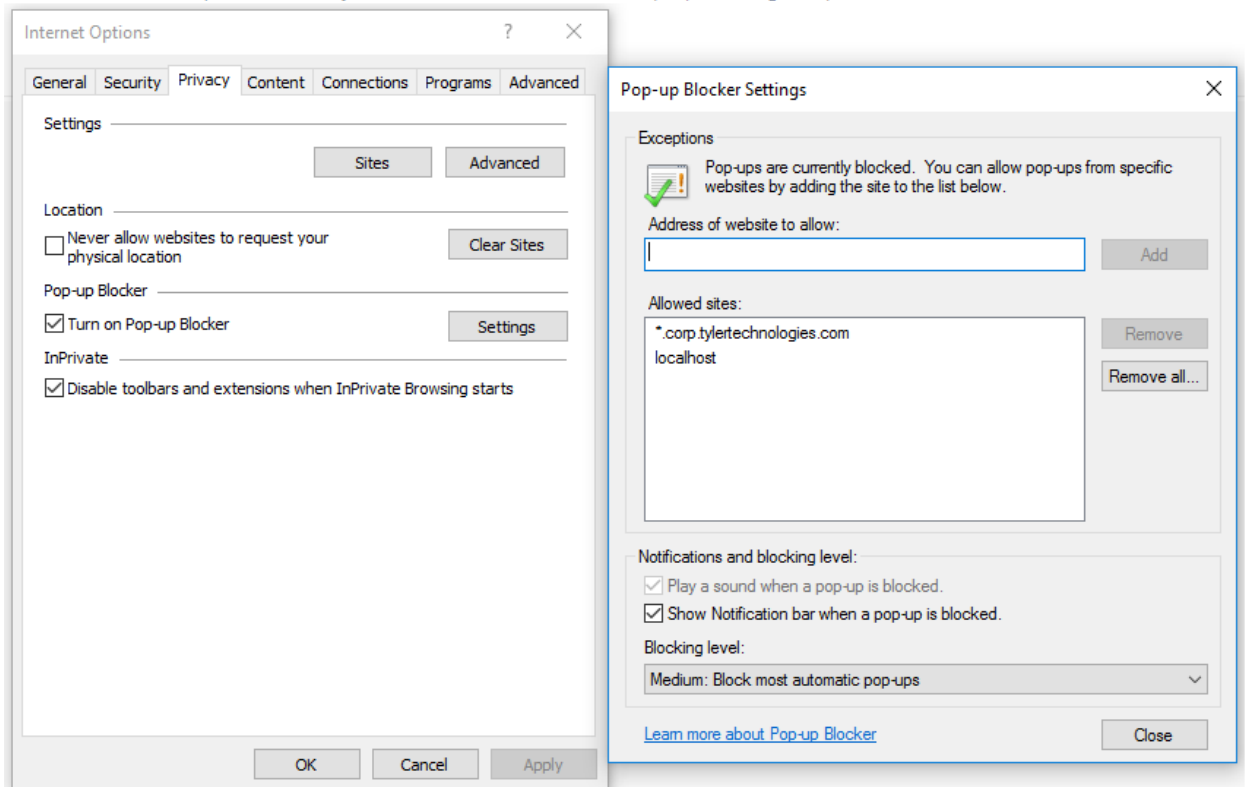 Internet Options
?
General Security Privacy Content Connections Programs Advanced
Settings
Sites
Advanced
Location
Never allow websites to request your
physical location
Clear Sites
Pop-up Blocker
Turn on Pop-up Blocker
Settings
InPrivate
Disable toolbars and extensions when InPrivate Browsing starts
OK
Cancel
Apply
Pop-up Blocker Settings
Exceptions
Pop-ups are currently blocked. You can allow pop-ups from specific
websites by adding the site to the list below.
Address of website to allow:
Add
Allowed sites:
*.corp.tylertechnologies.com
localhost
Remove
Remove all...
Notifications and blocking level:
Play a sound when a pop-up is blocked.
Show Notification bar when a pop-up is blocked.
Blocking level:
Medium: Block most automatic pop-ups
Learn more about Pop-up Blocker
Close